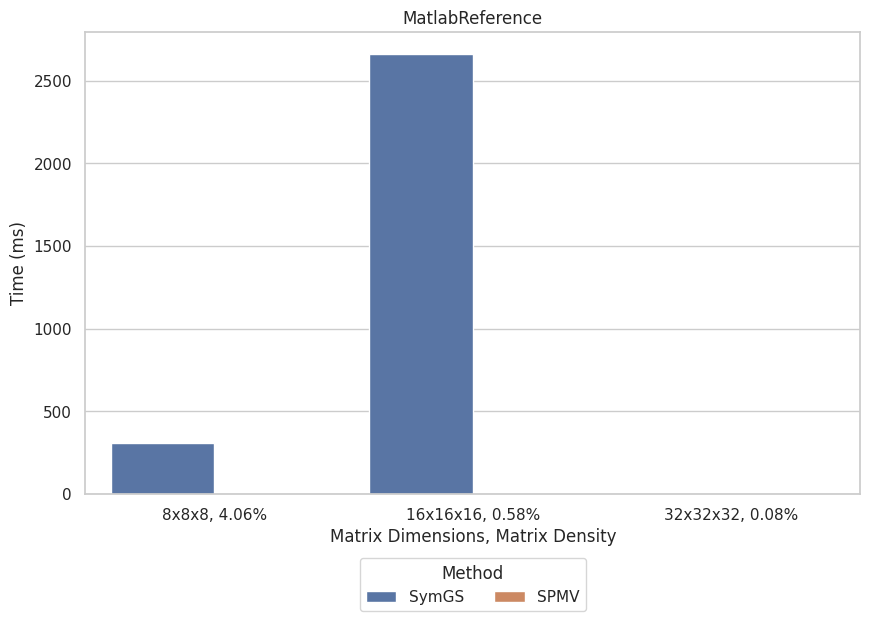 MatlabReference
Time (ms)
2500
2000
1500
1000
500
0
8x8x8, 4.06% 16x16x16, 0.58% 32x32x32, 0.08%
Matrix Dimensions, Matrix Density
Method
SymGS SPMV